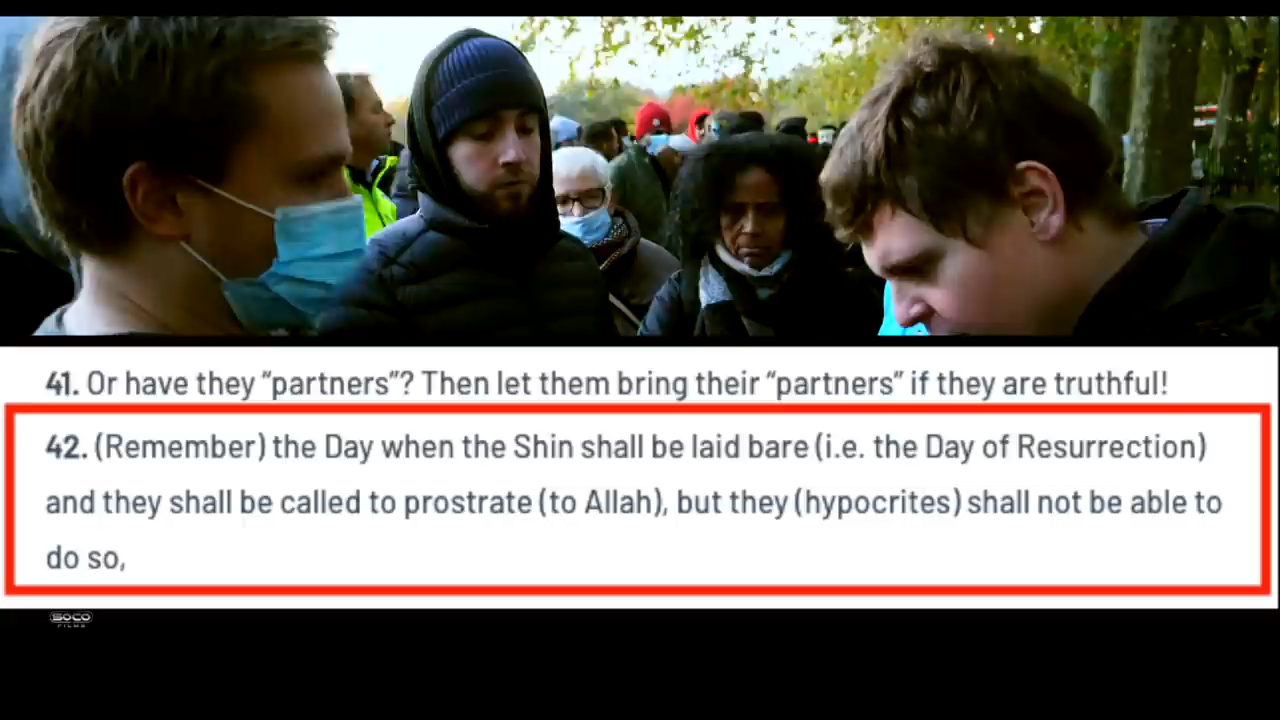 41. Or have they “partners”? Then let them bring their “partners” if they are truthful!
42. (Remember) the Day when the Shin shall be laid bare (i.e. the Day of Resurrection)
and they shall be called to prostrate (to Allah), but they (hypocrites) shall not be able to
do so,
SOCO
FILMS